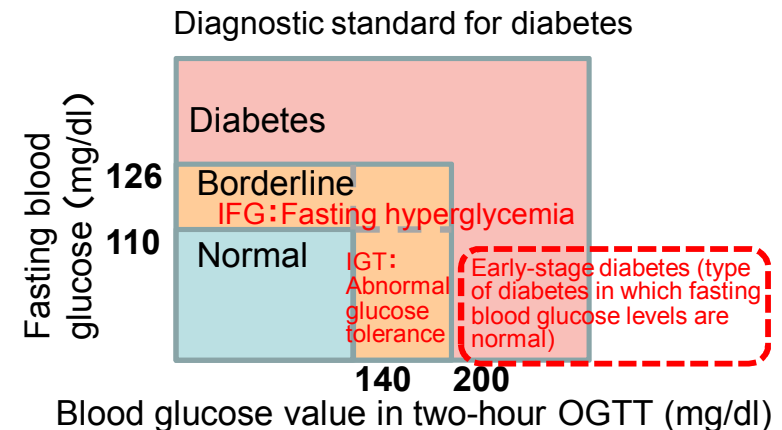 Diagnostic standard for diabetes
Fasting blood
glucose (mg/dl)
Diabetes
126
Borderline
IFG:Fasting hyperglycemia
110
Normal
IGT:
Abnormal
glucose
tolerance
Early-stage diabetes (type
of diabetes in which fasting
blood glucose levels are
normal)
140
200
Blood glucose value in two-hour OGTT (mg/dl)